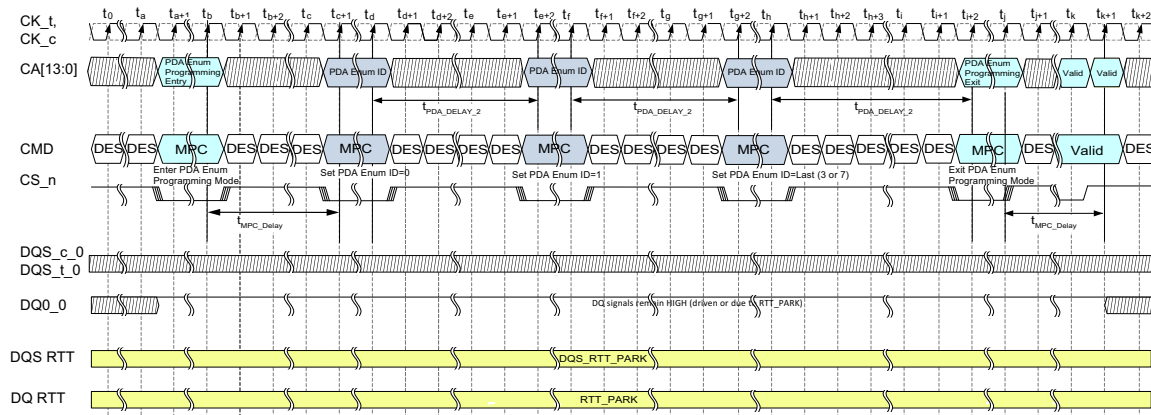 CK_t,
CK_c
t0 ta ta+1 tb tb+1 tb+2 tc tc+1 td td+1 td+2 te te+1 te+2 tf tf+1 tf+2 tg tg+1 tg+2 th th+1 th+2 th+3 ti ti+1 ti+2 tj tj+1 tk tk+1 tk+2
CA[13:0]
PDA Enum
Programming
Entry
PDA Enum ID
PDA Enum ID
PDA Enum ID
PDA Enum
Programming
Exit
Valid Valid
tPDA_DELAY_2 tPDA_DELAY_2 tPDA_DELAY_2
CMD
DES DES MPC DES DES DES MPC DES DES DES DES MPC DES DES DES DES MPC DES DES DES DES DES MPC DES Valid DES
CS_n
Enter PDA Enum
Programming Mode
Set PDA Enum ID=0
Set PDA Enum ID=1
Set PDA Enum ID=Last (3 or 7)
Exit PDA Enum
Programming Mode
tMPC_Delay tMPC_Delay
DQS_c_0
DQS_t_0
DQ0_0
DQ signals remain HIGH (driven or due to RTT_PARK)
DQS RTT
DQS_RTT_PARK
DQ RTT
RTT_PARK